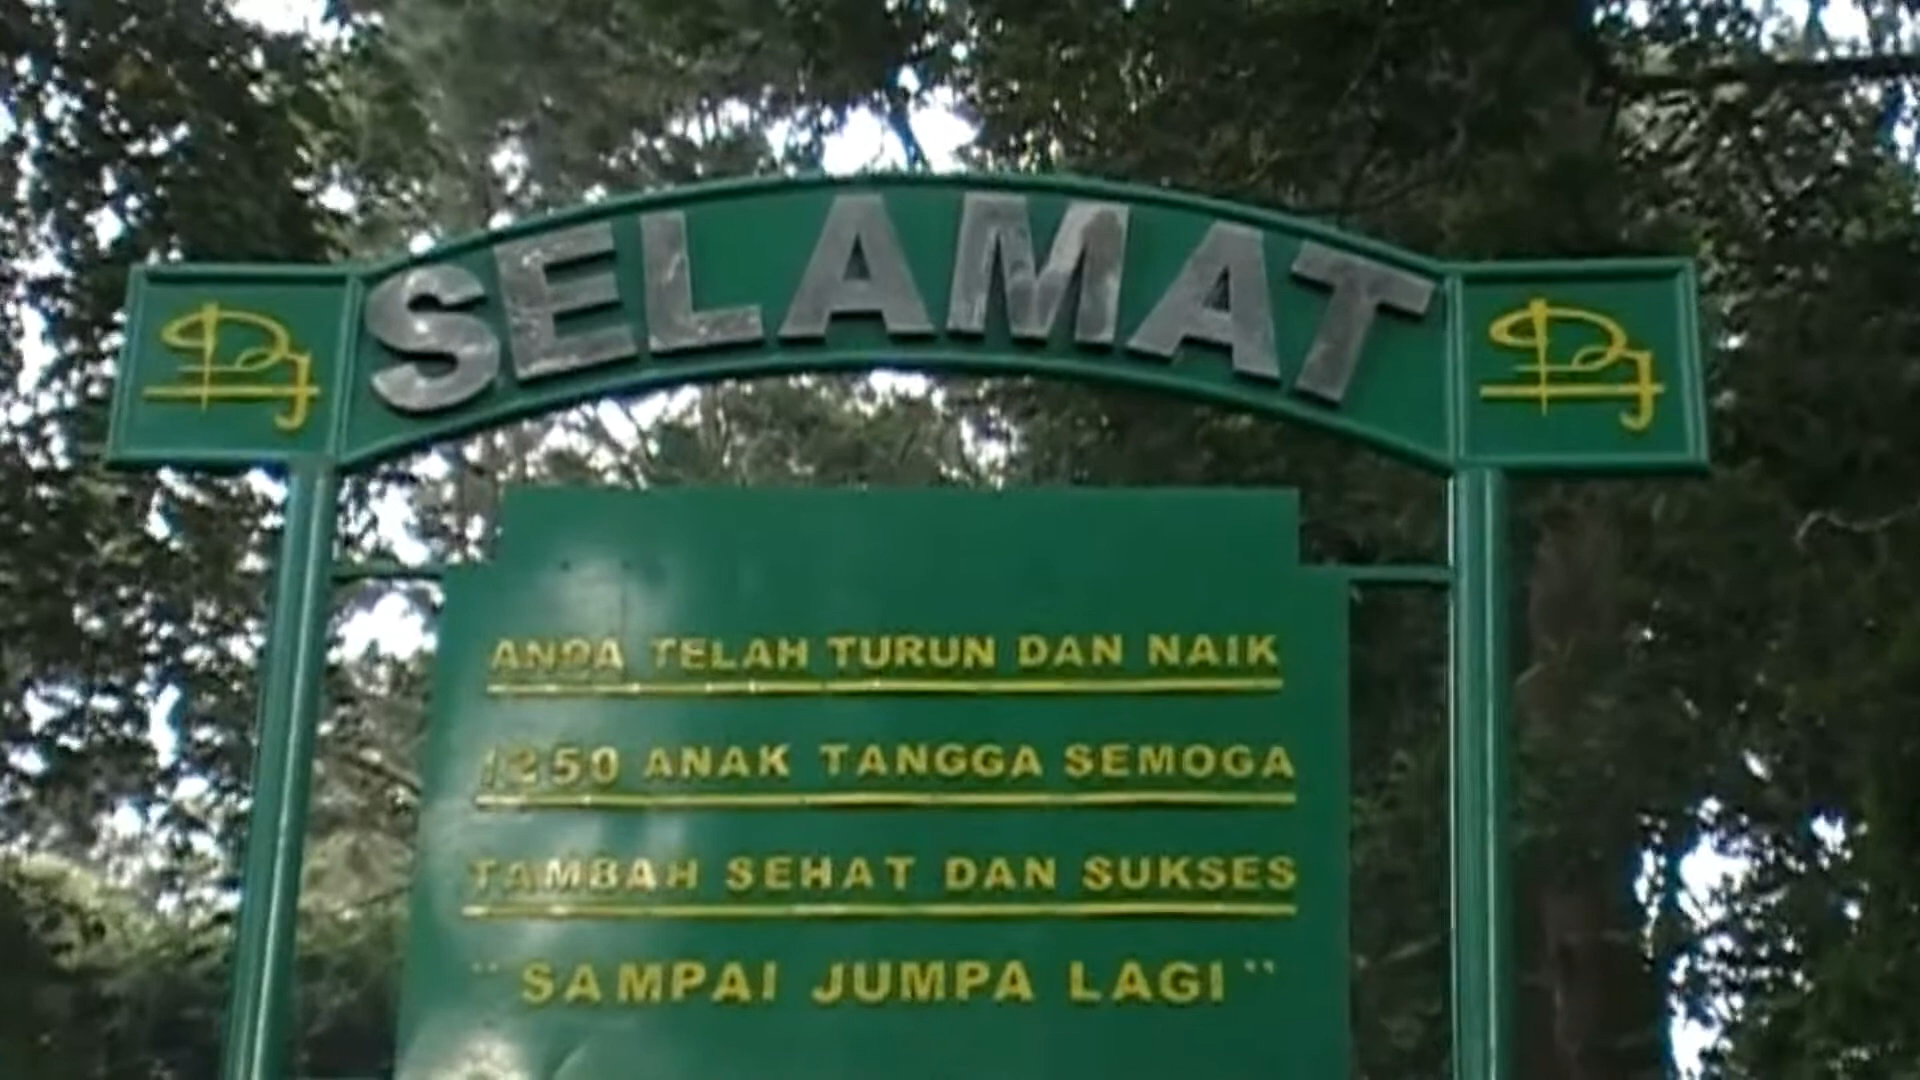 SELAMAT
ANDA TELAH TURUN DAN NAIK
1250 ANAK TANGGA SEMOGA
TAMBAH SEHAT DAN SUKSES
"SAMPAI JUMPA LAGI"